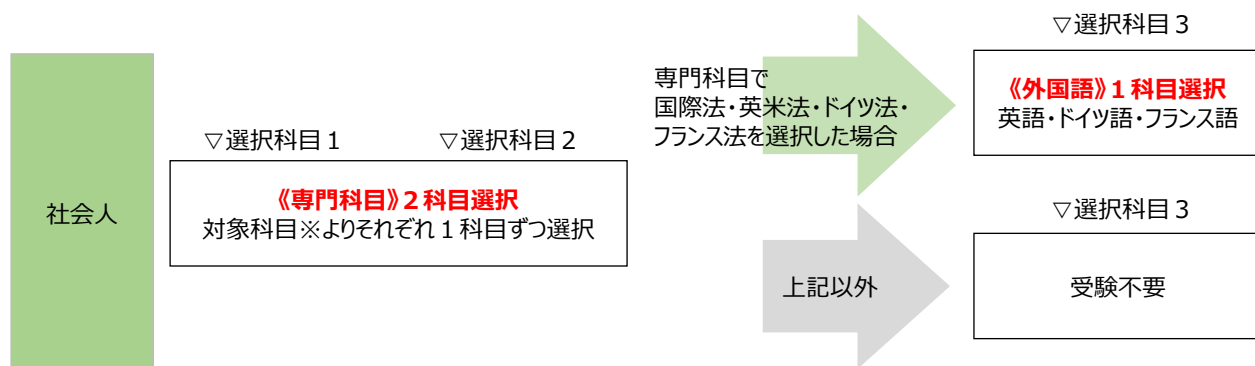 社会人
▽選択科目１
▽選択科目２
《専門科目》２科目選択
対象科目※よりそれぞれ１科目ずつ選択
専門科目で
国際法・英米法・ドイツ法・
フランス法を選択した場合
▽選択科目３
《外国語》１科目選択
英語・ドイツ語・フランス語
上記以外
▽選択科目３
受験不要